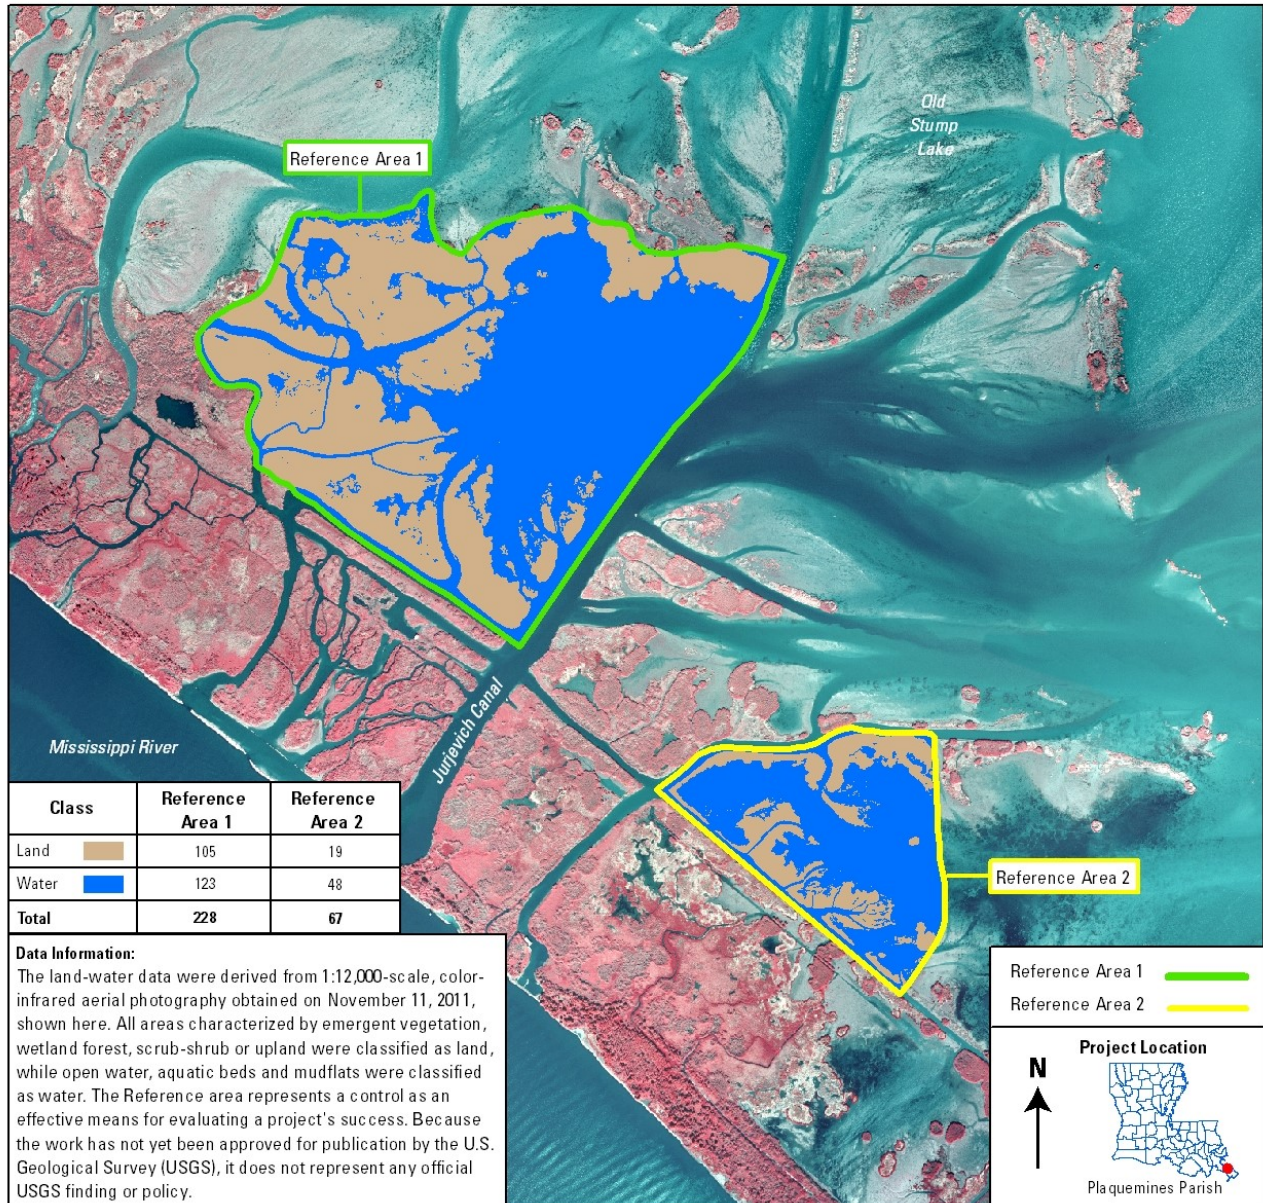 Old
Stump
Lake
Reference Area 1
Jurjevich Canal
Mississippi River
Class Reference Area 1 Reference Area 2
Land 105 19
Water 123 48
Total 228 67
Reference Area 2
Data Information:
The land-water data were derived from 1:12,000-scale, color-
infrared aerial photography obtained on November 11, 2011,
shown here. All areas characterized by emergent vegetation,
wetland forest, scrub-shrub or upland were classified as land,
while open water, aquatic beds and mudflats were classified
as water. The Reference area represents a control as an
effective means for evaluating a project's success. Because
the work has not yet been approved for publication by the U.S.
Geological Survey (USGS), it does not represent any official
USGS finding or policy.
Reference Area 1
Reference Area 2
Project Location
N
Plaquemines Parish